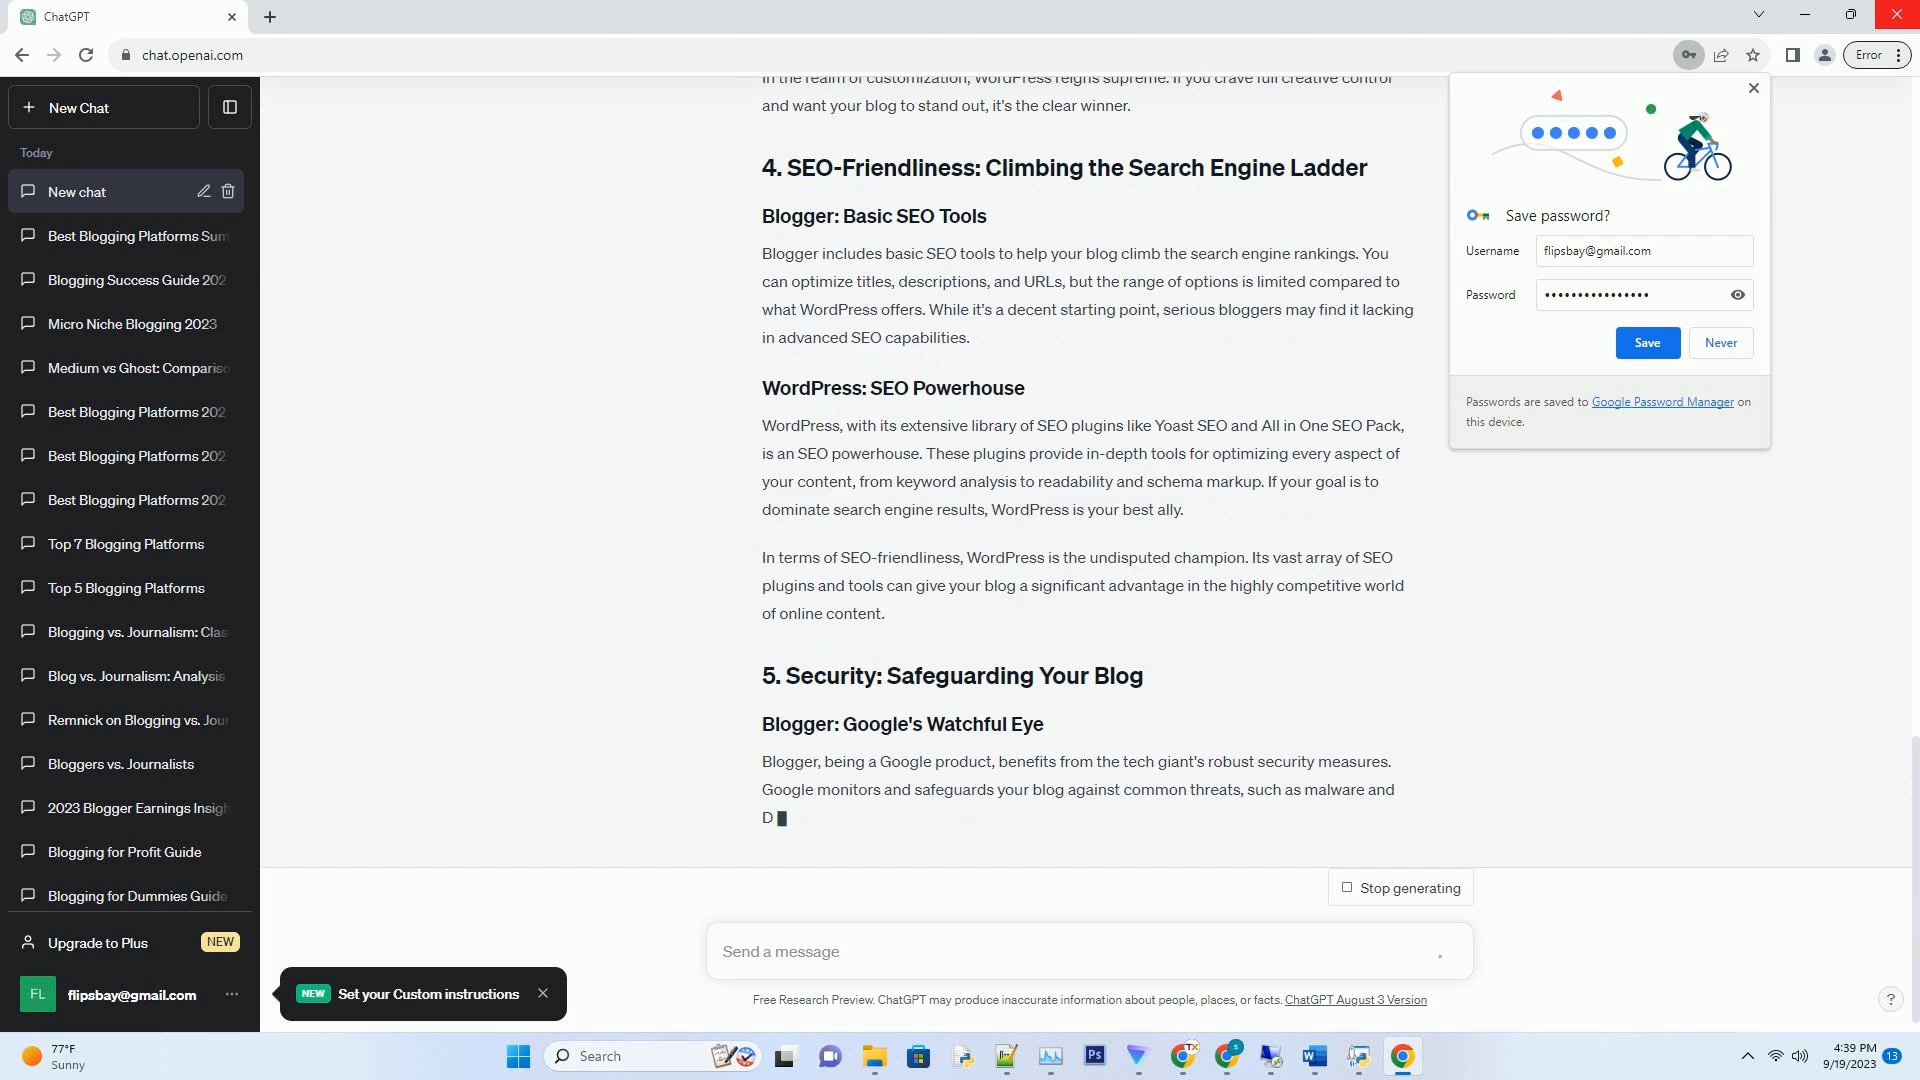 ChatGPT
chat.openai.com
Error
New Chat
Today
New chat
Best Blogging Platforms Sum
Blogging Success Guide 202
Micro Niche Blogging 2023
Medium vs Ghost: Compariso
Best Blogging Platforms 202
Best Blogging Platforms 202
Best Blogging Platforms 202
Top 7 Blogging Platforms
Top 5 Blogging Platforms
Blogging vs. Journalism: Clas
Blog vs. Journalism: Analysis
Remnick on Blogging vs. Jour
Bloggers vs. Journalists
2023 Blogger Earnings Insigh
Blogging for Profit Guide
Blogging for Dummies Guide
Upgrade to Plus NEW
FL flipsbay@gmail.com
NEW Set your Custom instructions
In the realm of customization, WordPress reigns supreme. If you crave full creative control
and want your blog to stand out, it's the clear winner.
4. SEO-Friendliness: Climbing the Search Engine Ladder
Blogger: Basic SEO Tools
Blogger includes basic SEO tools to help your blog climb the search engine rankings. You
can optimize titles, descriptions, and URLs, but the range of options is limited compared to
what WordPress offers. While it's a decent starting point, serious bloggers may find it lacking
in advanced SEO capabilities.
WordPress: SEO Powerhouse
WordPress, with its extensive library of SEO plugins like Yoast SEO and All in One SEO Pack,
is an SEO powerhouse. These plugins provide in-depth tools for optimizing every aspect of
your content, from keyword analysis to readability and schema markup. If your goal is to
dominate search engine results, WordPress is your best ally.
In terms of SEO-friendliness, WordPress is the undisputed champion. Its vast array of SEO
plugins and tools can give your blog a significant advantage in the highly competitive world
of online content.
5. Security: Safeguarding Your Blog
Blogger: Google's Watchful Eye
Blogger, being a Google product, benefits from the tech giant's robust security measures.
Google monitors and safeguards your blog against common threats, such as malware and
D
Stop generating
Send a message
Free Research Preview. ChatGPT may produce inaccurate information about people, places, or facts. ChatGPT August 3 Version
?
Save password?
Username flipsbay@gmail.com
Password ••••••••••••••••
Save Never
Passwords are saved to Google Password Manager on
this device.
77°F
Sunny
Search
Ps
TX
S
4:39 PM
9/19/2023
13